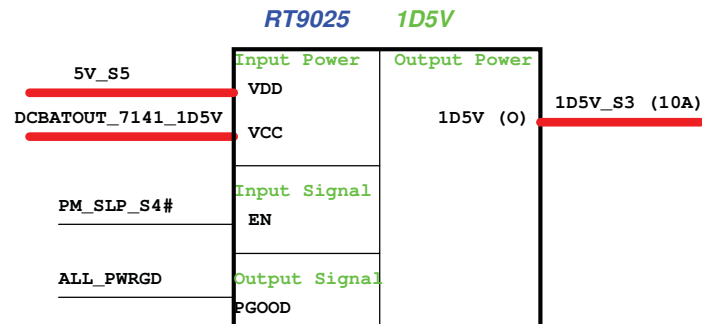 RT9025 1D5V
Input Power Output Power
5V_S5
VDD
1D5V_S3 (10A)
DCBATOUT_7141_1D5V
1D5V (O)
VCC
Input Signal
PM_SLP_S4#
EN
ALL_PWRGD
Output Signal
PGOOD